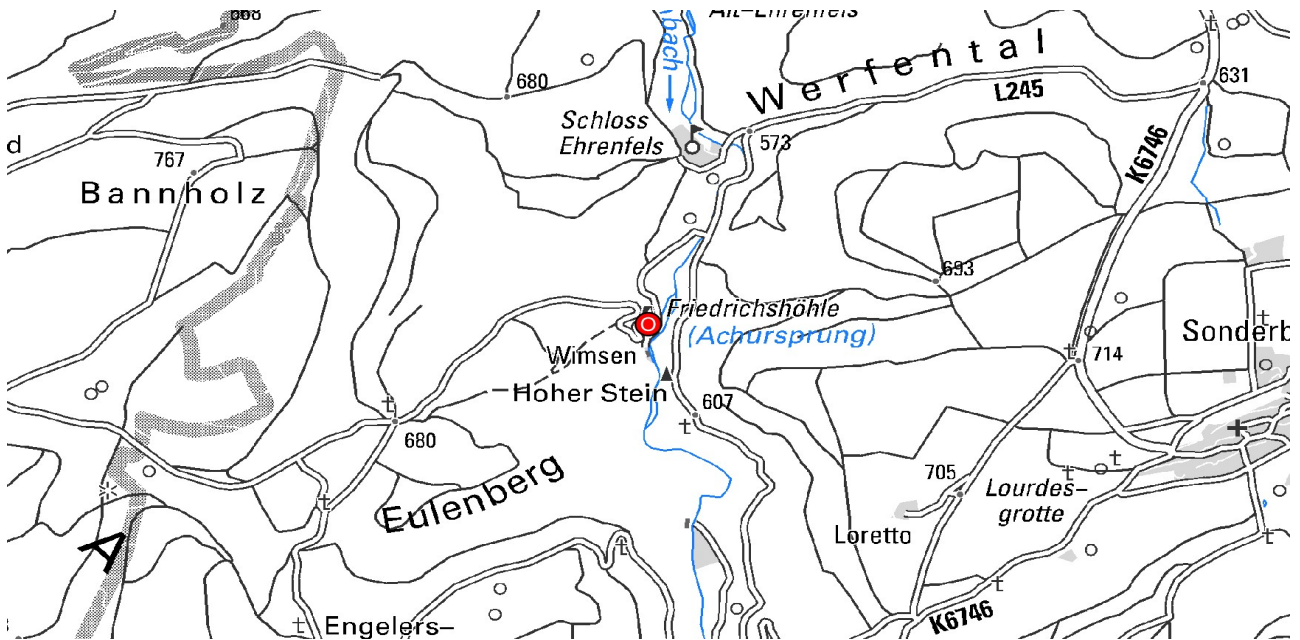 668
Alt-Ehrenfels
680
bach
Werfental
L245
631
Schloss
Ehrenfels
573
K6746
d
767
Bannholz
693
Friedrichshöhle
(Achursprung)
Wimsen
Hoher Stein
714
Sonderb
607
680
705
Lourdes–
grotte
Eulenberg
Loretto
A
Engelers–
K6746